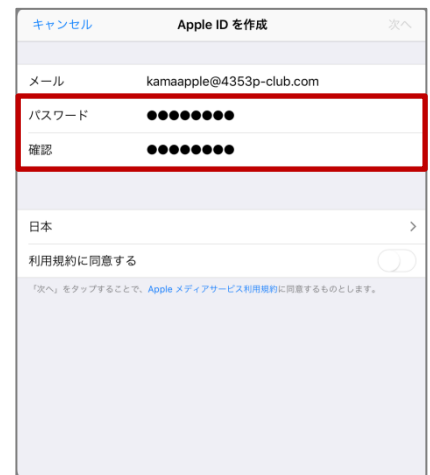 キャンセル Apple ID を作成 次へ
メール kamaapple@4353p-club.com
パスワード ●●●●●●●●
確認 ●●●●●●●●
日本 >
利用規約に同意する
「次へ」をタップすることで、Apple メディアサービス利用規約に同意するものとします。